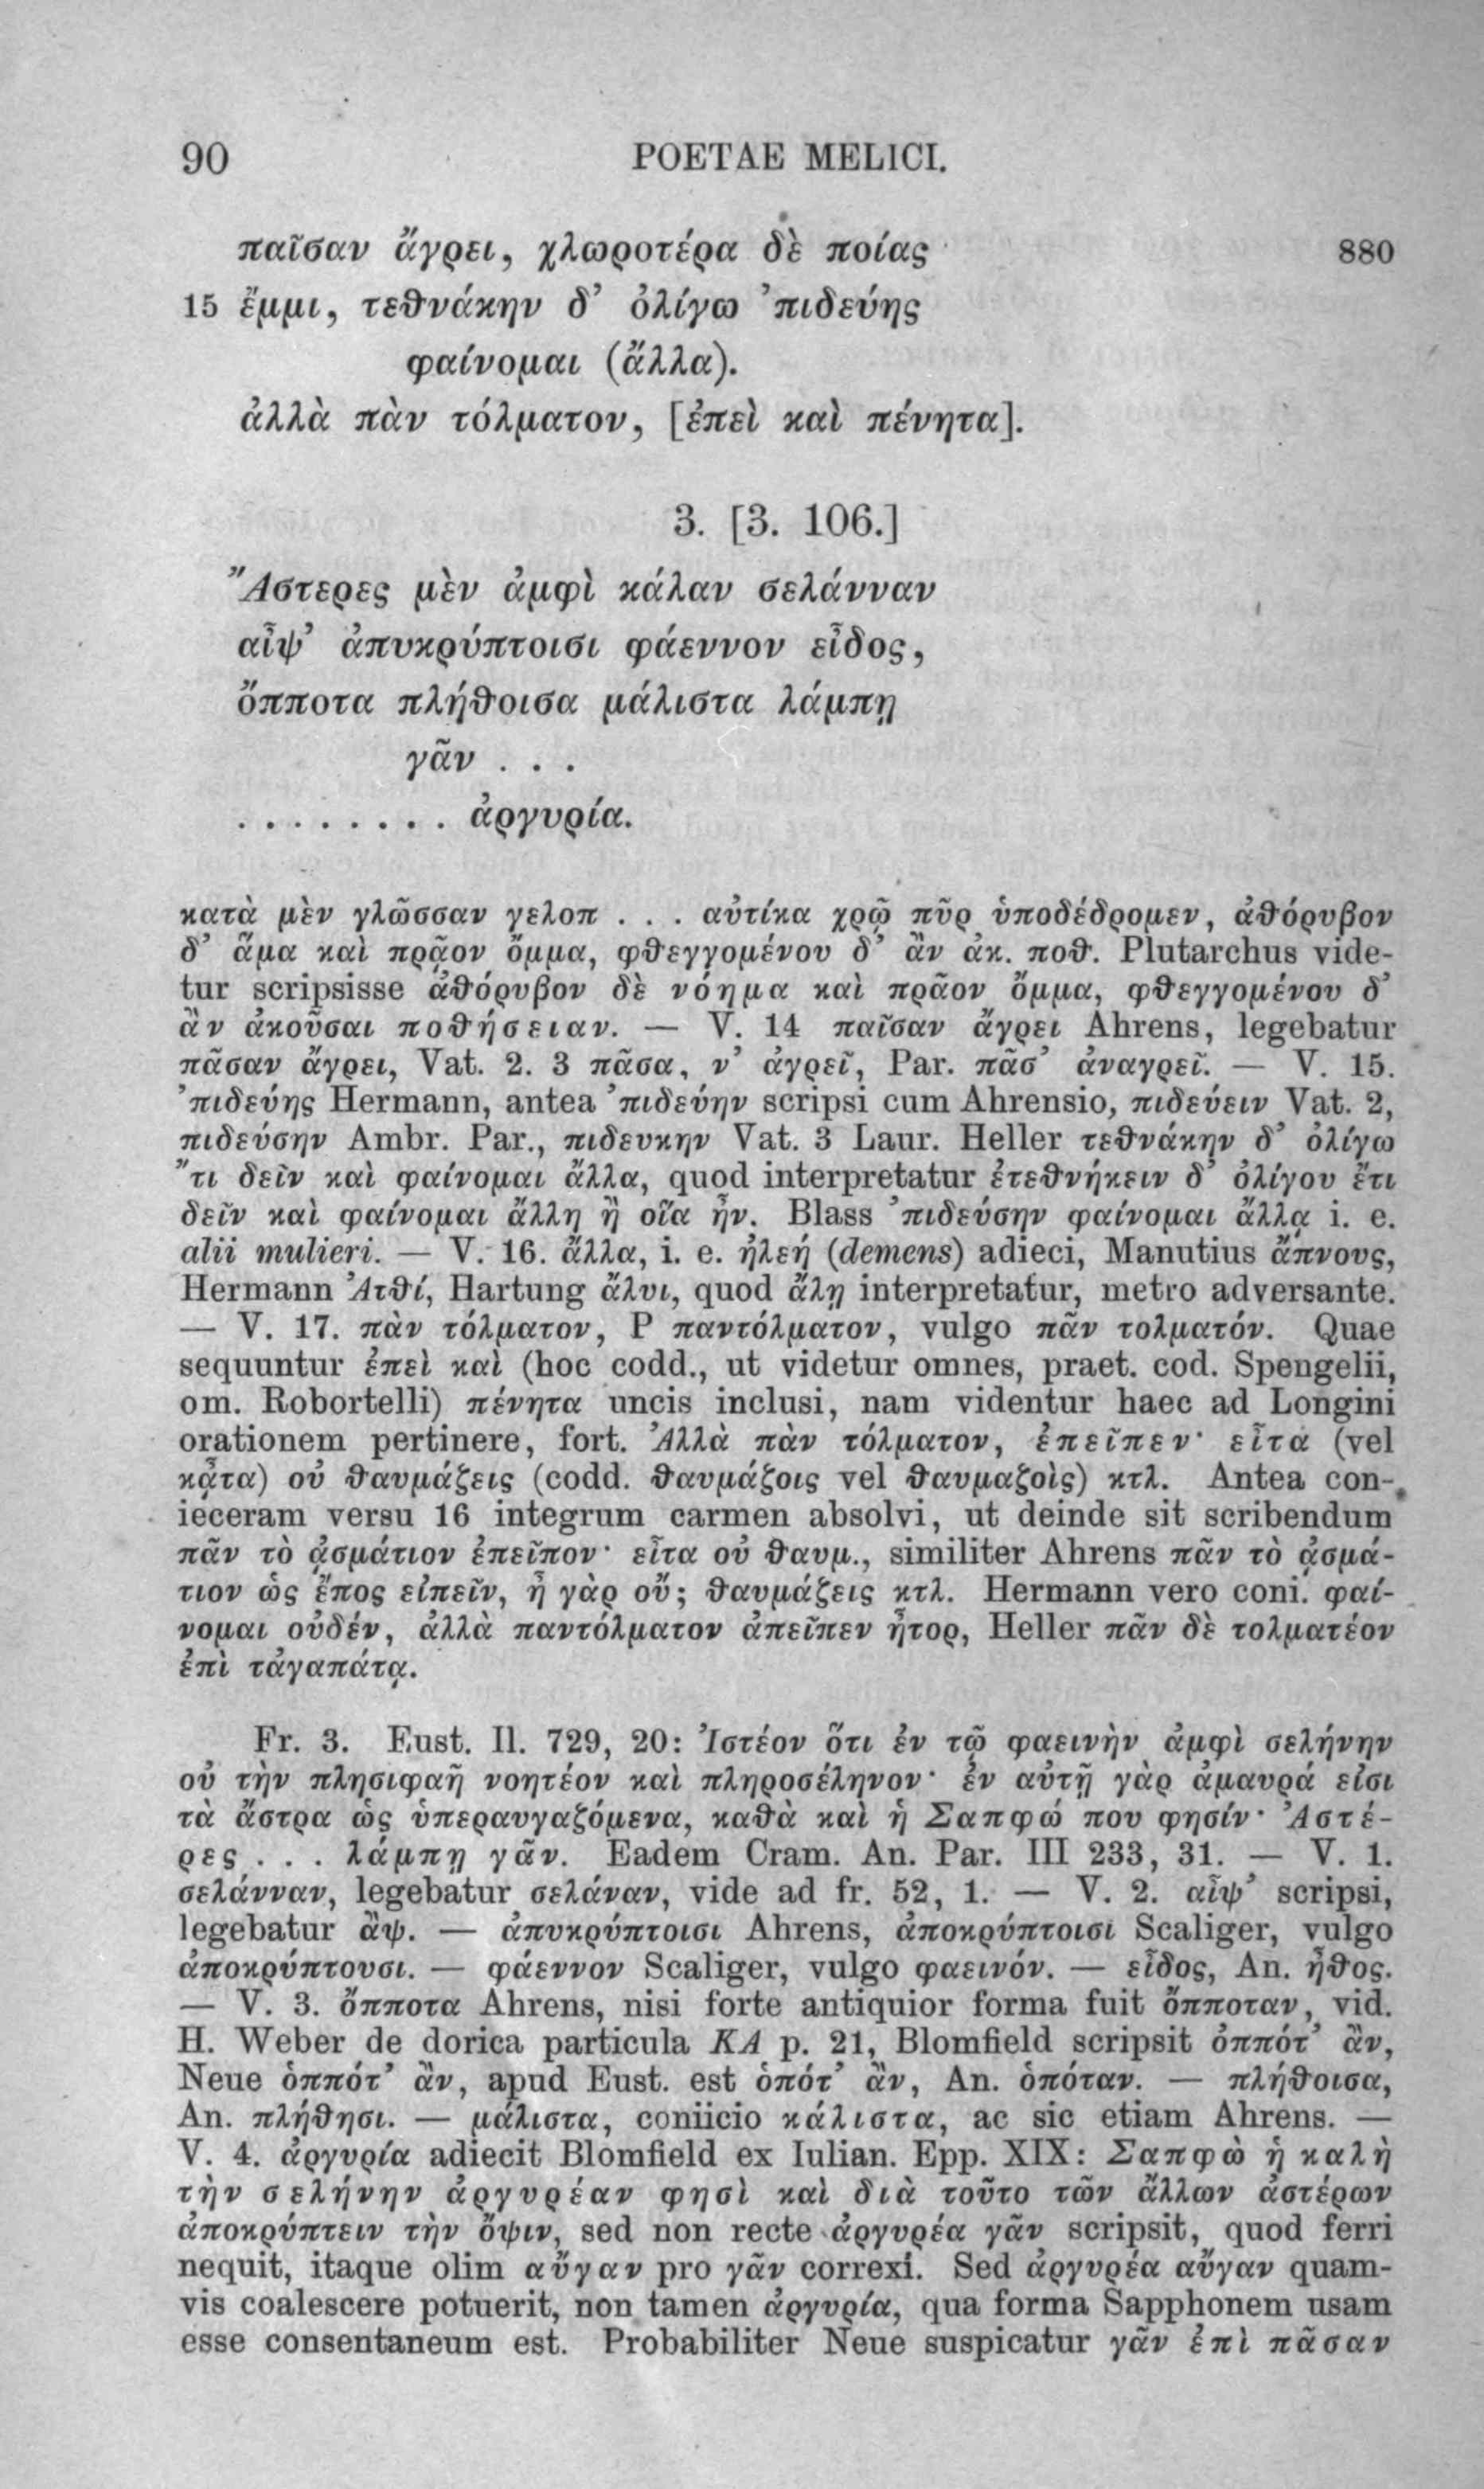 90 POETAE MELICI.
παῖσαν ἄγρει, χλωροτέρα δὲ ποίας 880
15 ἔμμι, τεθνάκην δ’ ὀλίγω ’πιδεύης
φαίνομαι (ἄλλα).
ἀλλὰ πὰν τόλματον, [ἐπεὶ καὶ πένητα].
3. [3. 106.]
Ἄστερες μὲν ἀμφὶ κάλαν σελάνναν
αἶψ’ ἀπυκρύπτοισι φάεννον εἶδος,
ὄπποτα πλήθοισα μάλιστα λάμπῃ
γᾶν . . .
. . . . . . . . ἀργυρία.
κατὰ μὲν γλῶσσαν γελοπ . . . αὐτίκα χρῷ πῦρ ὑποδέδρομεν, ἀθόρυβον
δ’ ἅμα καὶ πρᾷον ὄμμα, φθεγγομένου δ’ ἂν ἀκ. ποθ. Plutarchus vide-
tur scripsisse ἀθόρυβον δὲ νόημα καὶ πρᾶον ὄμμα, φθεγγομένου δ’
ἂν ἀκοῦσαι ποθήσειαν. — V. 14 παῖσαν ἄγρει Ahrens, legebatur
πᾶσαν ἄγρει, Vat. 2. 3 πᾶσα, ν’ ἀγρεῖ, Par. πᾶσ’ ἀναγρεῖ. — V. 15.
’πιδεύης Hermann, antea ’πιδεύην scripsi cum Ahrensio, πιδεύειν Vat. 2,
πιδεύσην Ambr. Par., πιδευκην Vat. 3 Laur. Heller τεθνάκην δ’ ὀλίγω
῎τι δεῖν καὶ φαίνομαι ἄλλα, quod interpretatur ἐτεθνήκειν δ’ ὀλίγου ἔτι
δεῖν καὶ φαίνομαι ἄλλη ἢ οἵα ἦν. Blass ’πιδεύσην φαίνομαι ἄλλᾳ i. e.
alii mulieri. — V. 16. ἄλλα, i. e. ἠλεή (demens) adieci, Manutius ἄπνους,
Hermann Ἀτθί, Hartung ἄλυι, quod ἄλῃ interpretatur, metro adversante.
— V. 17. πὰν τόλματον, P παντόλματον, vulgo πᾶν τολματόν. Quae
sequuntur ἐπεὶ καὶ (hoc codd., ut videtur omnes, praet. cod. Spengelii,
om. Robortelli) πένητα uncis inclusi, nam videntur haec ad Longini
orationem pertinere, fort. Ἀλλὰ πὰν τόλματον, ἐπεῖπεν· εἶτα (vel
κᾆτα) οὐ θαυμάζεις (codd. θαυμάζοις vel θαυμαζοὶς) κτλ. Antea con-
ieceram versu 16 integrum carmen absolvi, ut deinde sit scribendum
πᾶν τὸ ᾀσμάτιον ἐπεῖπον· εἶτα οὐ θαυμ., similiter Ahrens πᾶν τὸ ᾀσμά-
τιον ὡς ἔπος εἰπεῖν, ἦ γὰρ οὔ; θαυμάζεις κτλ. Hermann vero coni. φαί-
νομαι οὐδέν, ἀλλὰ παντόλματον ἀπεῖπεν ἦτορ, Heller πᾶν δὲ τολματέον
ἐπὶ τἀγαπάτᾳ.
Fr. 3. Eust. Il. 729, 20: Ἰστέον ὅτι ἐν τῷ φαεινὴν ἀμφὶ σελήνην
οὐ τὴν πλησιφαῆ νοητέον καὶ πληροσέληνον· ἐν αὐτῇ γὰρ ἀμαυρά εἰσι
τὰ ἄστρα ὡς ὑπεραυγαζόμενα, καθὰ καὶ ἡ Σαπφώ που φησίν· Ἀστέ-
ρες . . . λάμπῃ γᾶν. Eadem Cram. An. Par. III 233, 31. — V. 1.
σελάνναν, legebatur σελάναν, vide ad fr. 52, 1. — V. 2. αἶψ’ scripsi,
legebatur ἂψ. — ἀπυκρύπτοισι Ahrens, ἀποκρύπτοισι Scaliger, vulgo
ἀποκρύπτουσι. — φάεννον Scaliger, vulgo φαεινόν. — εἶδος, An. ἦθος.
— V. 3. ὄπποτα Ahrens, nisi forte antiquior forma fuit ὄπποταν, vid.
H. Weber de dorica particula ΚΑ p. 21, Blomfield scripsit ὀππότ’ ἂν,
Neue ὁππότ’ ἂν, apud Eust. est ὁπότ’ ἂν, An. ὁπόταν. — πλήθοισα,
An. πλήθησι. — μάλιστα, coniicio κάλιστα, ac sic etiam Ahrens. —
V. 4. ἀργυρία adiecit Blomfield ex Iulian. Epp. XIX: Σαπφὼ ἡ καλὴ
τὴν σελήνην ἀργυρέαν φησὶ καὶ διὰ τοῦτο τῶν ἄλλων ἀστέρων
ἀποκρύπτειν τὴν ὄψιν, sed non recte ἀργυρέα γᾶν scripsit, quod ferri
nequit, itaque olim αὔγαν pro γᾶν correxi. Sed ἀργυρέα αὔγαν quam-
vis coalescere potuerit, non tamen ἀργυρία, qua forma Sapphonem usam
esse consentaneum est. Probabiliter Neue suspicatur γᾶν ἐπὶ πᾶσαν